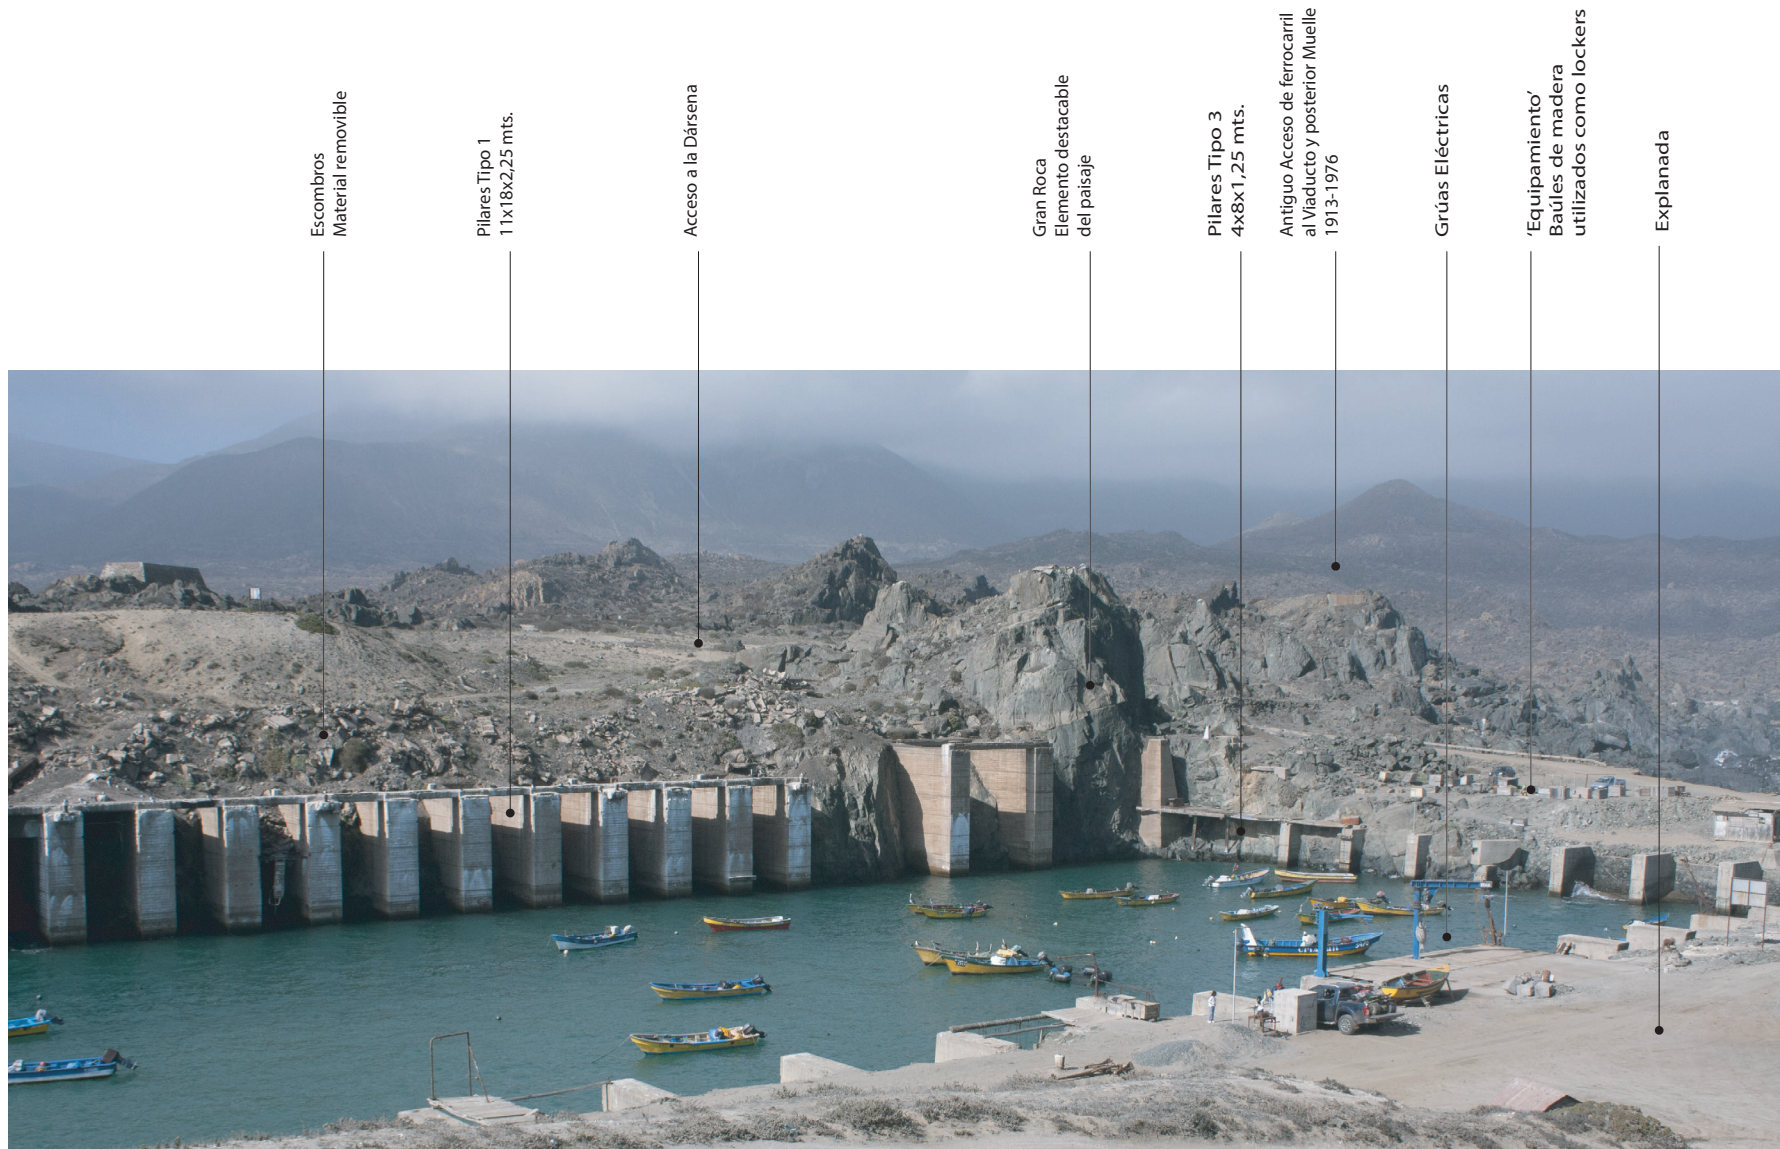 Escombros
Material removible
Pilares Tipo 1
11x18x2,25 mts.
Acceso a la Dársena
Gran Roca
Elemento destacable
del paisaje
Pilares Tipo 3
4x8x1,25 mts.
Antiguo Acceso de ferrocarril
al Viaducto y posterior Muelle
1913-1976
Grúas Eléctricas
'Equipamiento'
Baúles de madera
utilizados como lockers
Explanada